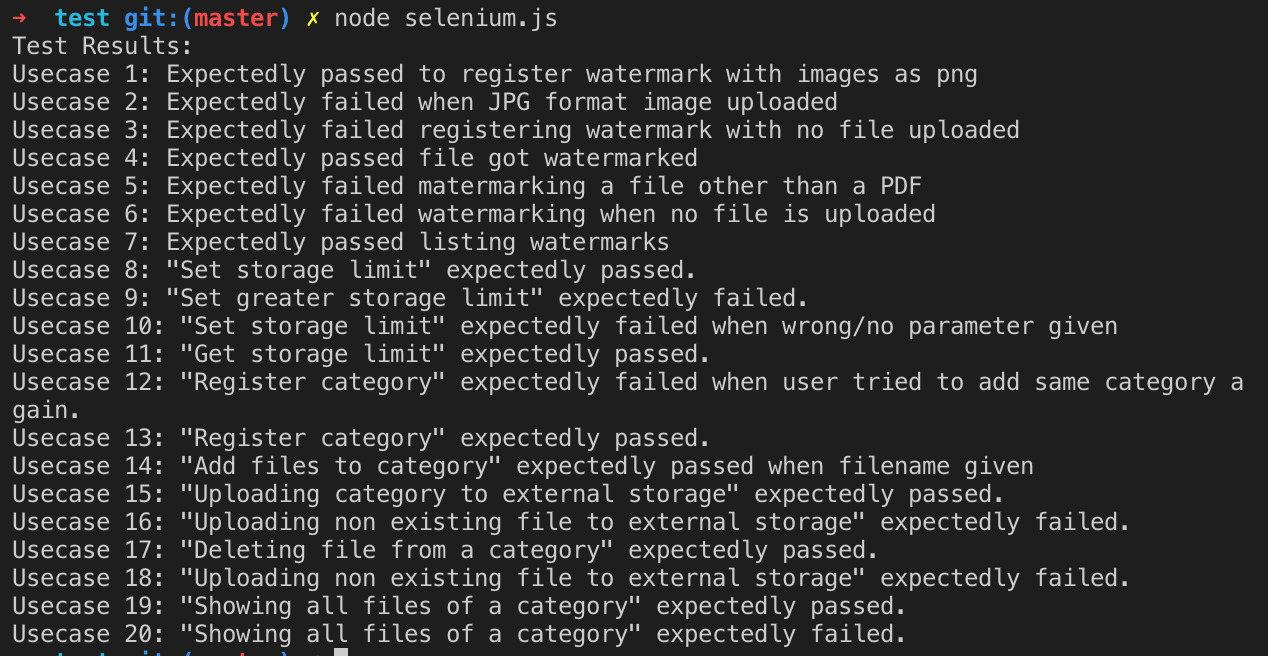 → test git:(master) ✗ node selenium.js
Test Results:
Usecase 1: Expectedly passed to register watermark with images as png
Usecase 2: Expectedly failed when JPG format image uploaded
Usecase 3: Expectedly failed registering watermark with no file uploaded
Usecase 4: Expectedly passed file got watermarked
Usecase 5: Expectedly failed matermarking a file other than a PDF
Usecase 6: Expectedly failed watermarking when no file is uploaded
Usecase 7: Expectedly passed listing watermarks
Usecase 8: "Set storage limit" expectedly passed.
Usecase 9: "Set greater storage limit" expectedly failed.
Usecase 10: "Set storage limit" expectedly failed when wrong/no parameter given
Usecase 11: "Get storage limit" expectedly passed.
Usecase 12: "Register category" expectedly failed when user tried to add same category a
gain.
Usecase 13: "Register category" expectedly passed.
Usecase 14: "Add files to category" expectedly passed when filename given
Usecase 15: "Uploading category to external storage" expectedly passed.
Usecase 16: "Uploading non existing file to external storage" expectedly failed.
Usecase 17: "Deleting file from a category" expectedly passed.
Usecase 18: "Uploading non existing file to external storage" expectedly failed.
Usecase 19: "Showing all files of a category" expectedly passed.
Usecase 20: "Showing all files of a category" expectedly failed.